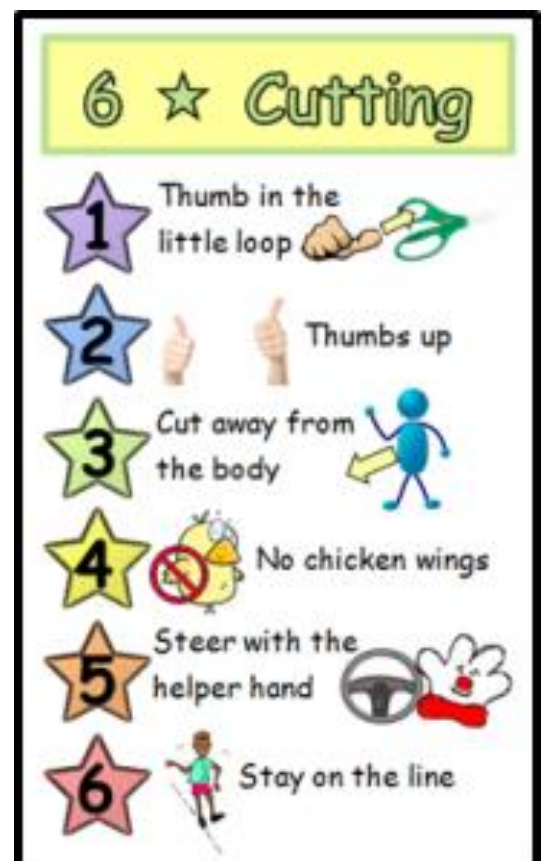 6 ☆ Cutting
1
Thumb in the
little loop
2
Thumbs up
3
Cut away from
the body
4
No chicken wings
5
Steer with the
helper hand
6
Stay on the line